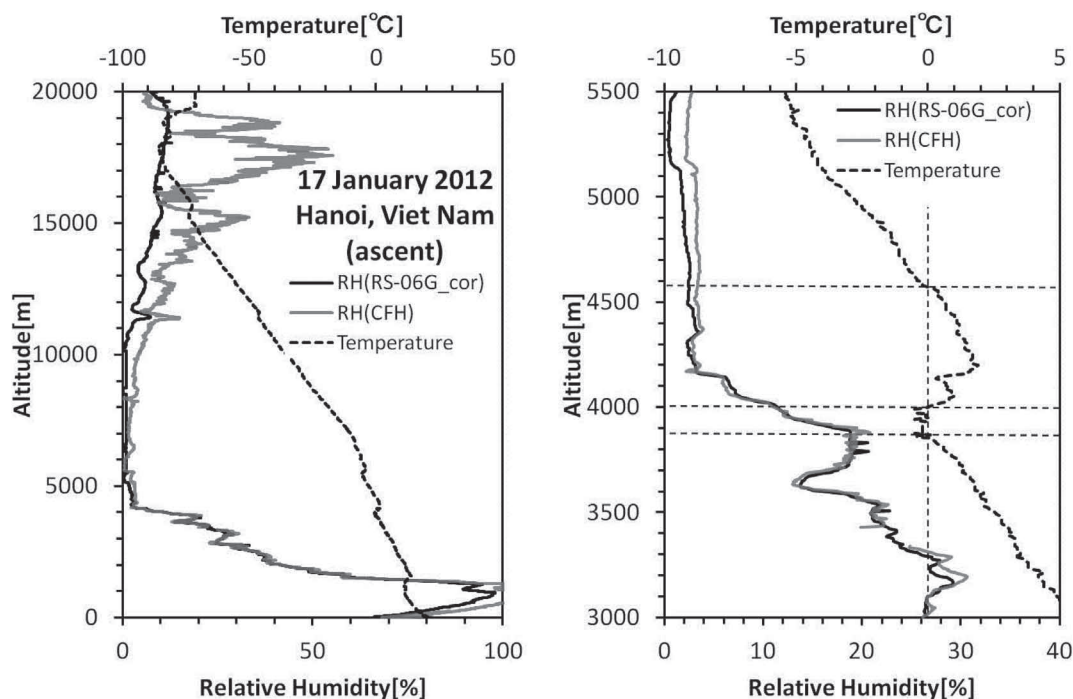 Temperature[℃]
-100 -50 0 50
20000
15000
10000
5000
0
Altitude[m]
17 January 2012
Hanoi, Viet Nam
(ascent)
RH(RS-06G_cor)
RH(CFH)
Temperature
0 50 100
Relative Humidity[%]
Temperature[℃]
-10 -5 0 5
5500
5000
4500
4000
3500
3000
Altitude[m]
RH(RS-06G_cor)
RH(CFH)
Temperature
0 10 20 30 40
Relative Humidity[%]